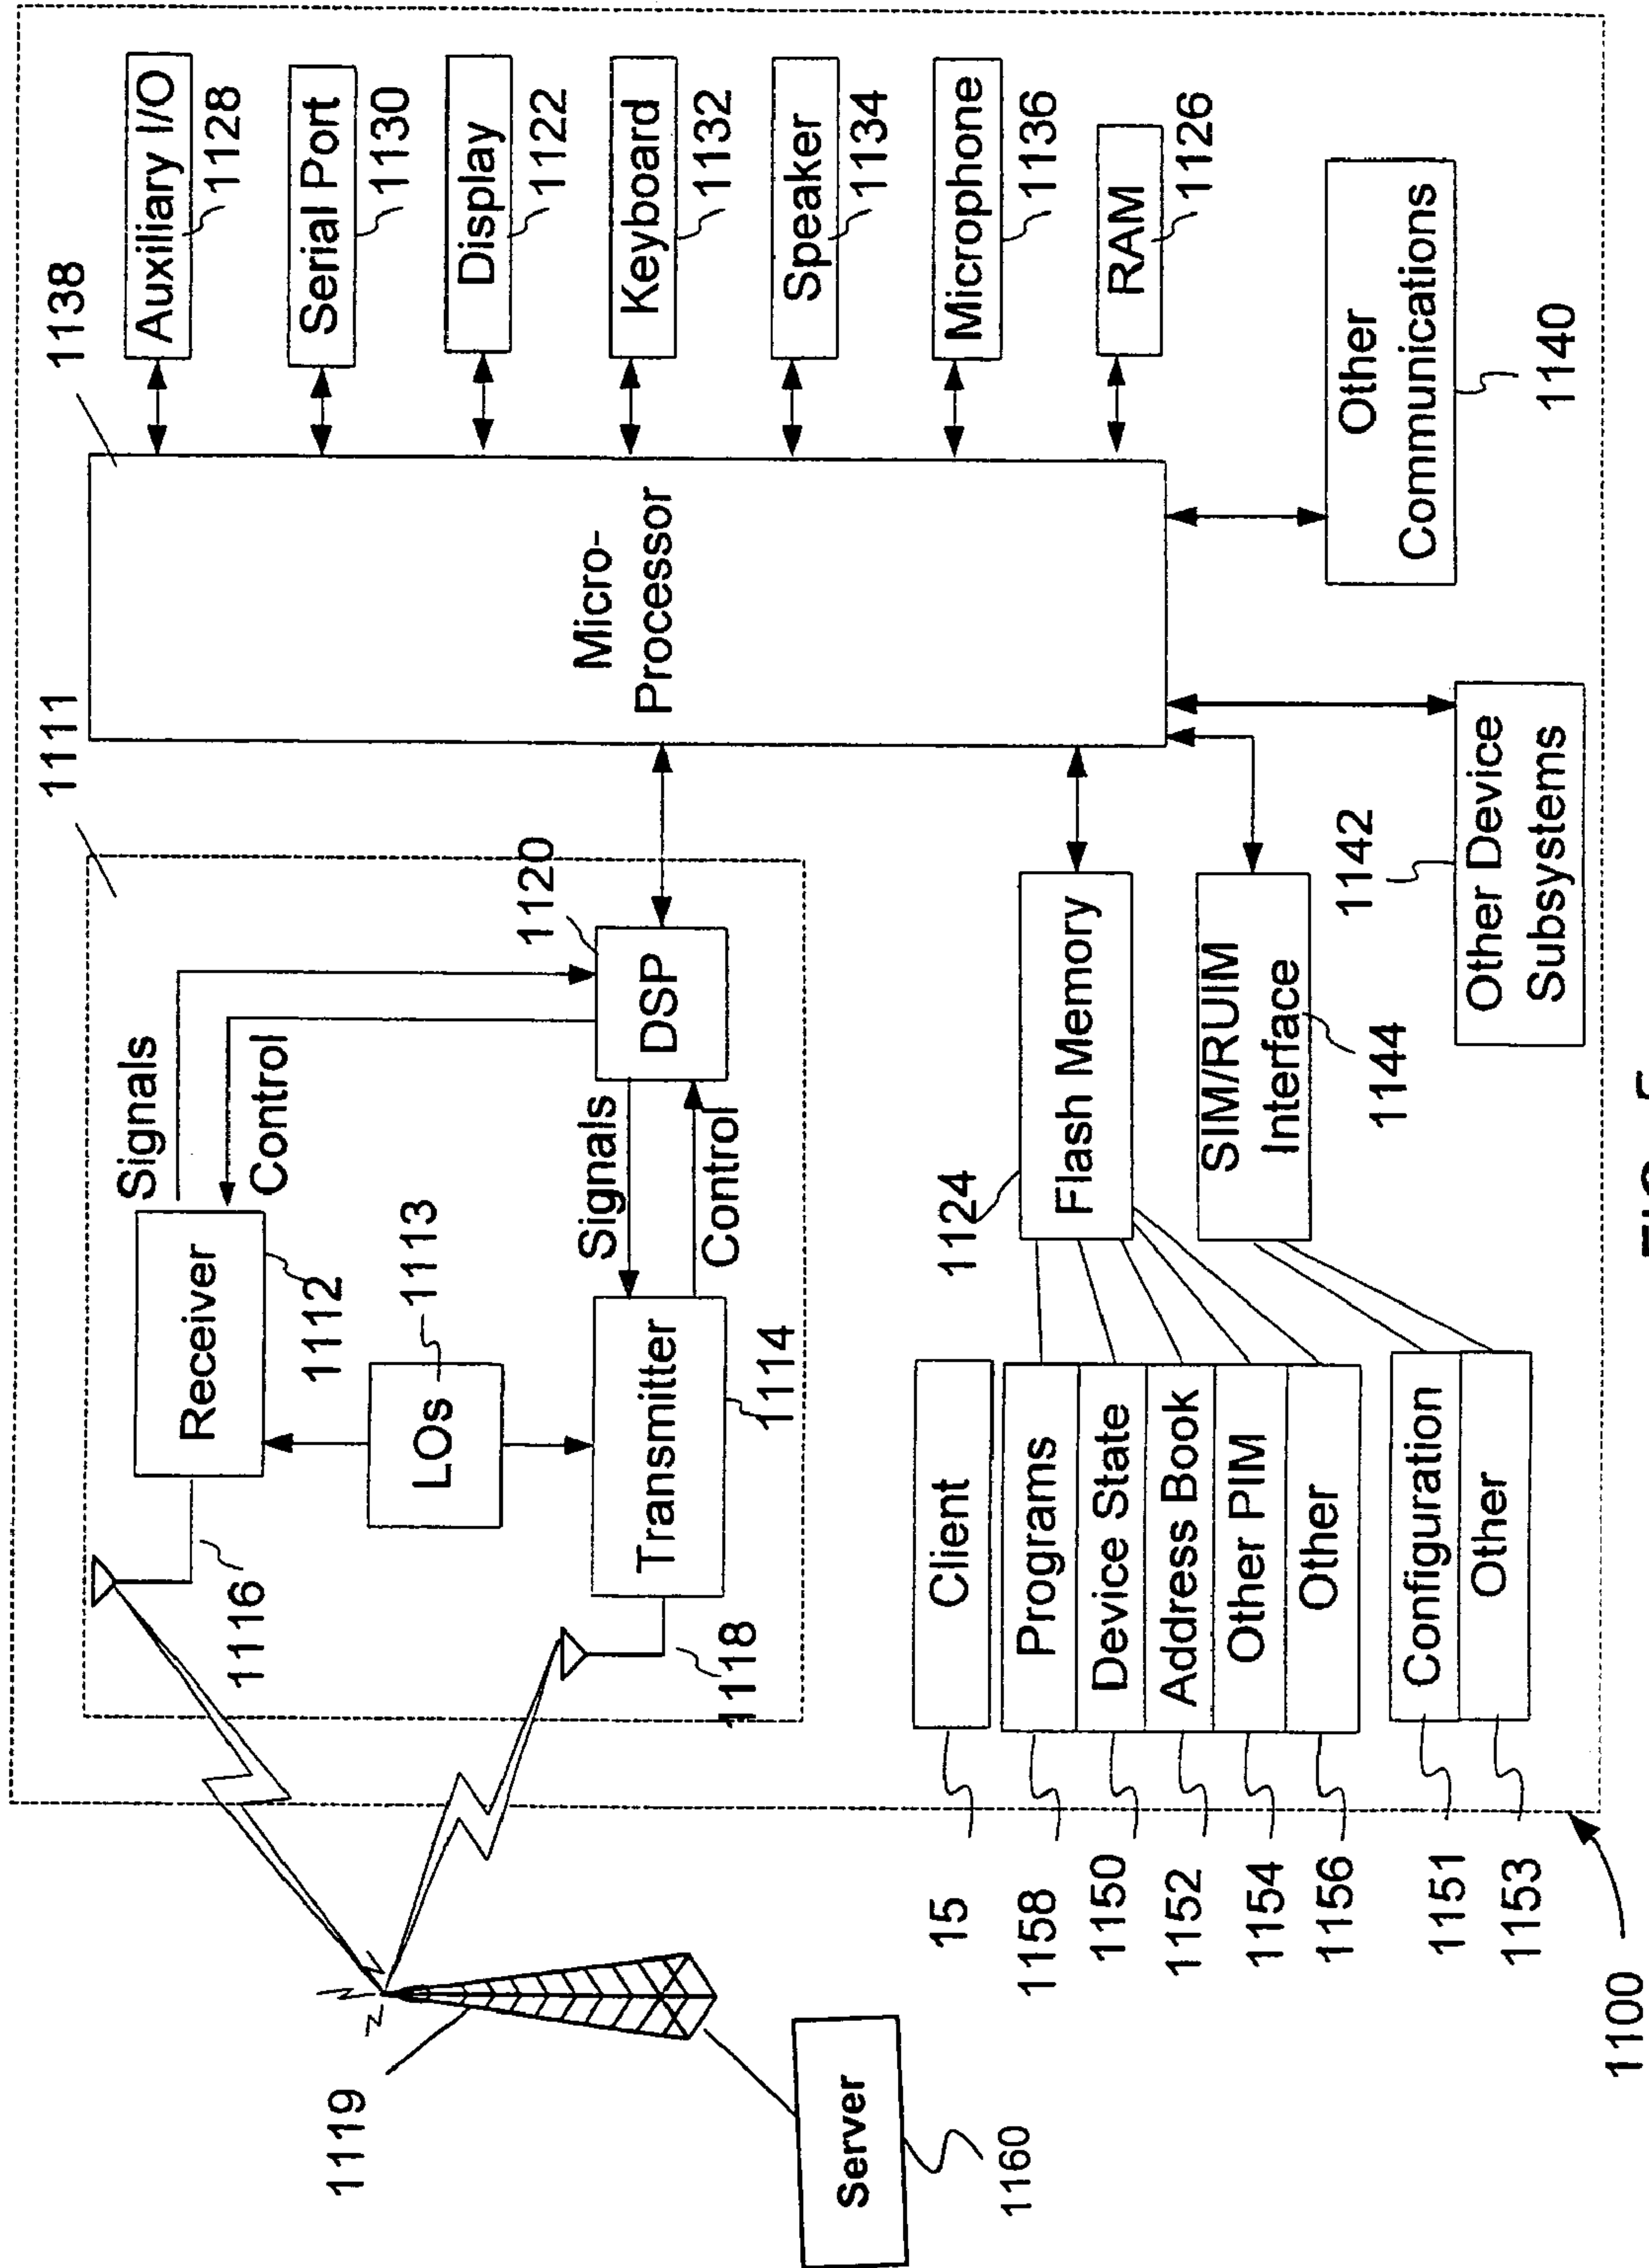 1138
1111
Auxiliary I/O
1128
Serial Port
1130
Display
1122
Keyboard
1132
Speaker
1134
Microphone
1136
RAM
1126
Micro-
Processor
Other
Communications
1140
Other Device
Subsystems
1142
Signals
Control
Receiver
1112
1116
LOs
1113
DSP
1120
Signals
Control
Transmitter
1114
1118
Flash Memory
1124
SIM/RUIM
Interface
1144
Client
15
Programs
1158
Device State
1150
Address Book
1152
Other PIM
1154
Other
1156
Configuration
1151
Other
1153
1119
Server
1160
1100